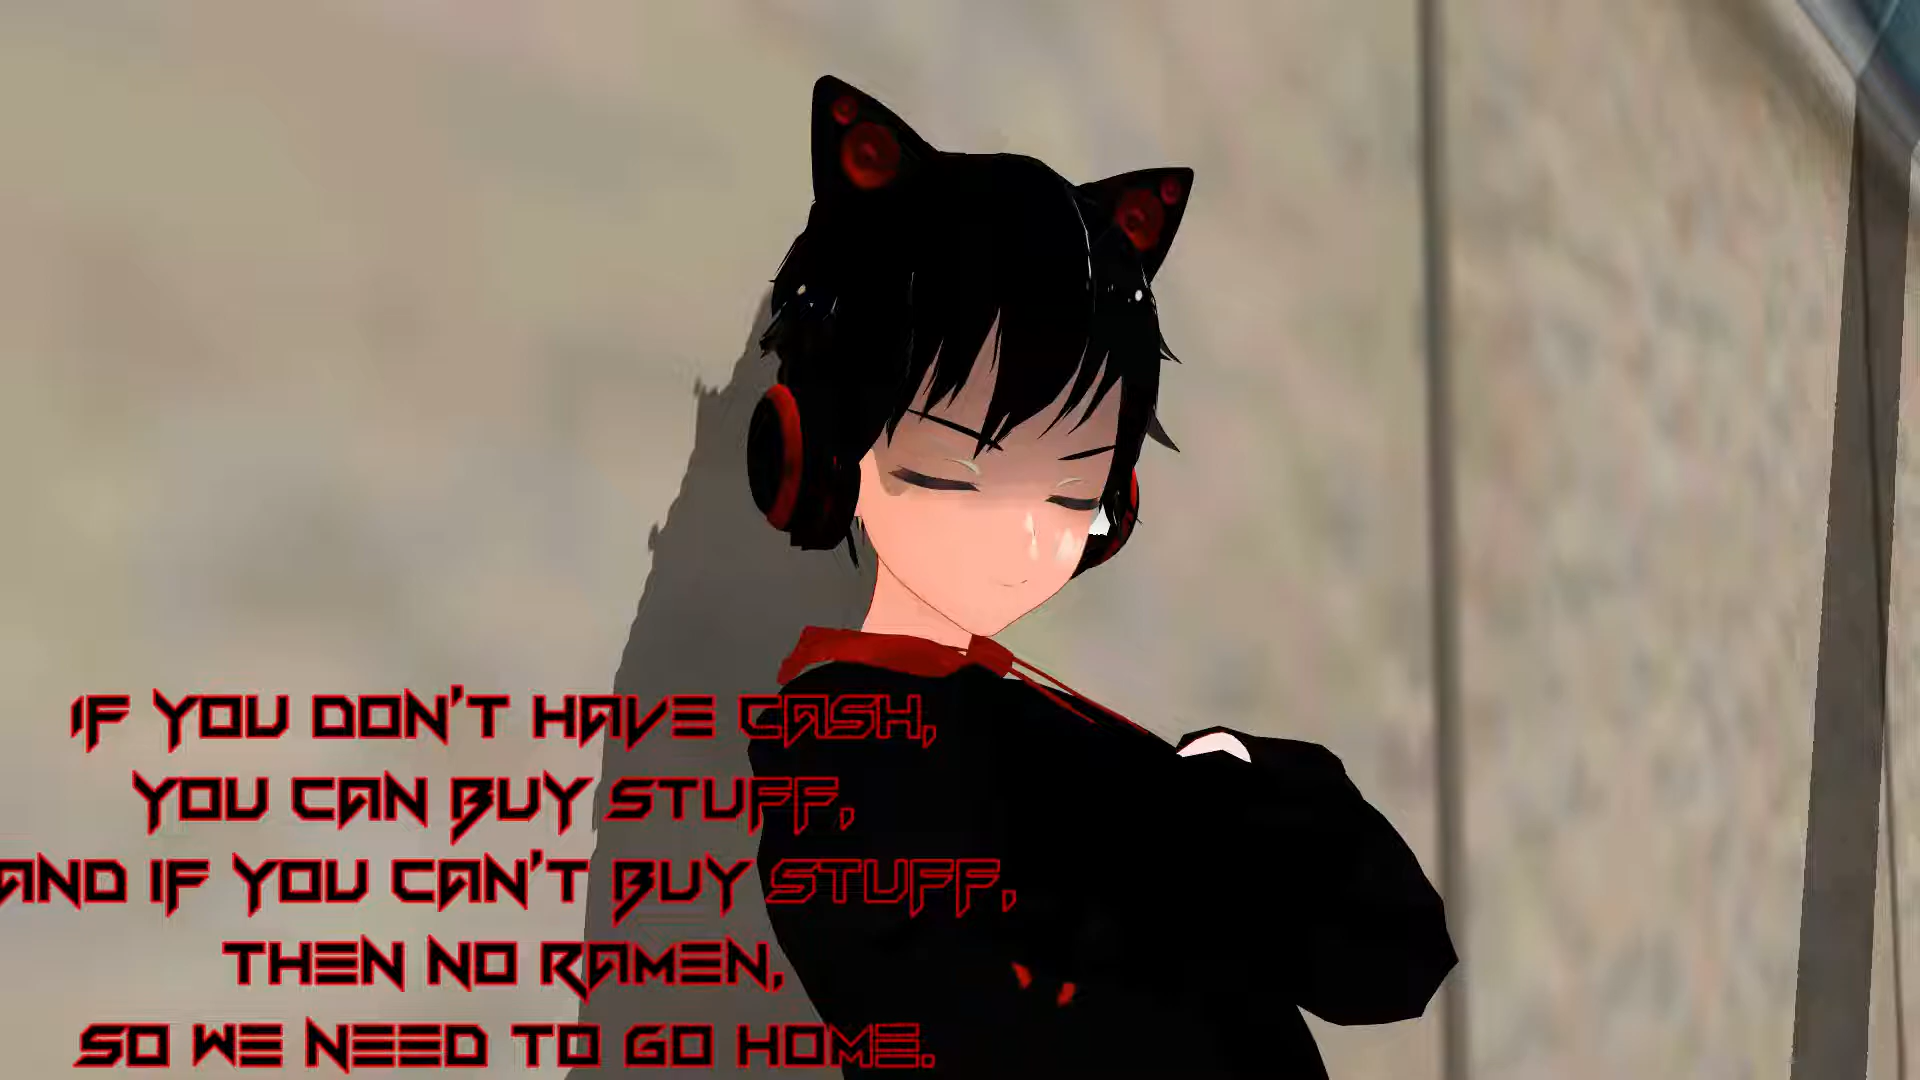 IF YOU DON'T HAVE CASH,
YOU CAN BUY STUFF,
AND IF YOU CAN'T BUY STUFF,
THEN NO RAMEN,
SO WE NEED TO GO HOME.